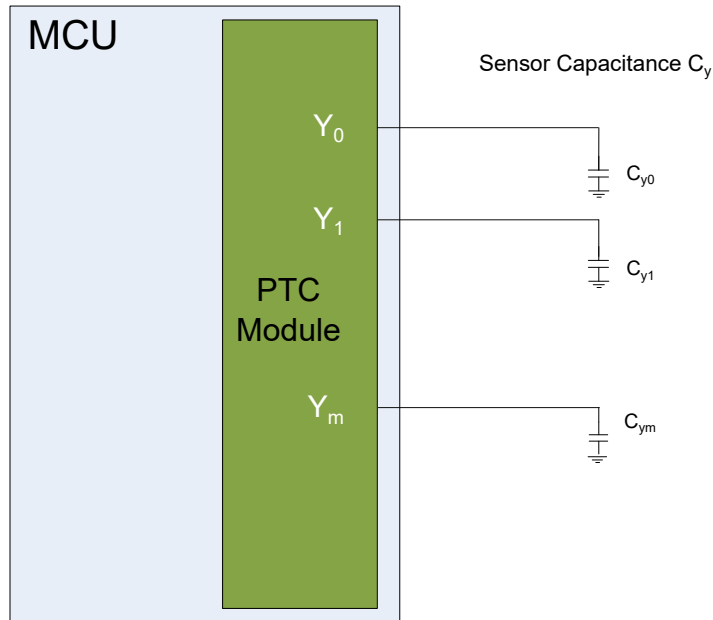 MCU
Sensor Capacitance Cy
Y0
Cy0
Y1
Cy1
PTC
Module
Ym
Cym